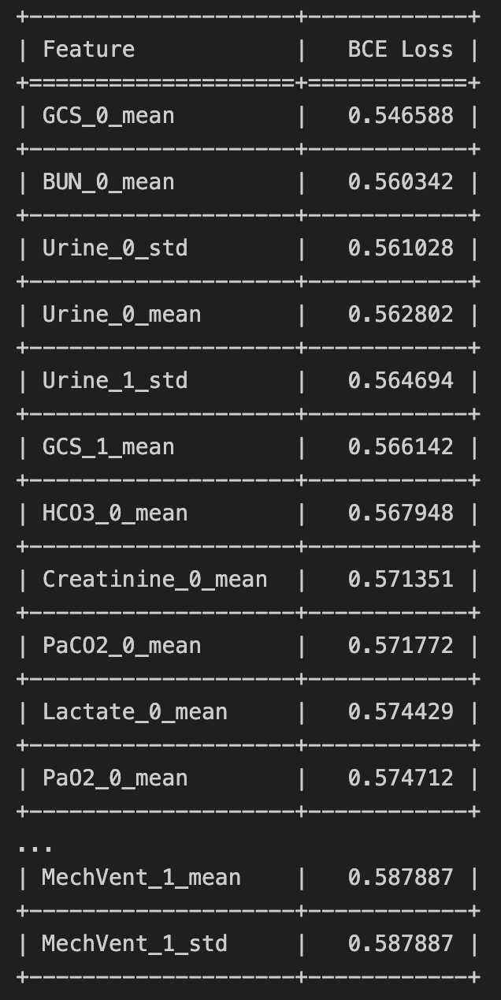 +--------------------+------------+
| Feature            |   BCE Loss |
+====================+============+
| GCS_0_mean         |   0.546588 |
+--------------------+------------+
| BUN_0_mean         |   0.560342 |
+--------------------+------------+
| Urine_0_std        |   0.561028 |
+--------------------+------------+
| Urine_0_mean       |   0.562802 |
+--------------------+------------+
| Urine_1_std        |   0.564694 |
+--------------------+------------+
| GCS_1_mean         |   0.566142 |
+--------------------+------------+
| HCO3_0_mean        |   0.567948 |
+--------------------+------------+
| Creatinine_0_mean  |   0.571351 |
+--------------------+------------+
| PaCO2_0_mean       |   0.571772 |
+--------------------+------------+
| Lactate_0_mean     |   0.574429 |
+--------------------+------------+
| PaO2_0_mean        |   0.574712 |
+--------------------+------------+
...
| MechVent_1_mean    |   0.587887 |
+--------------------+------------+
| MechVent_1_std     |   0.587887 |
+--------------------+------------+